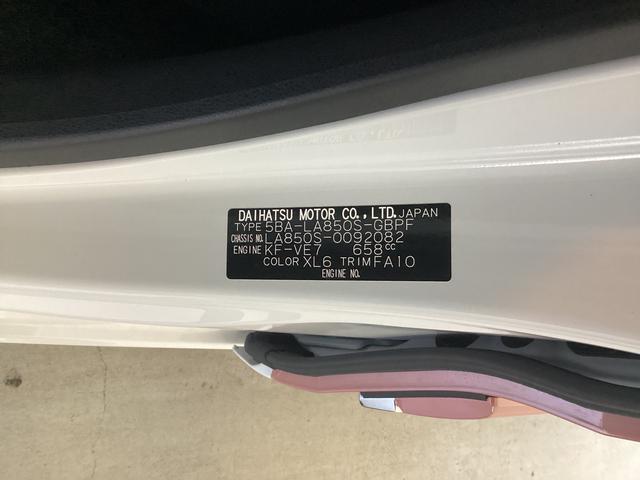 DAIHATSU MOTOR CO.,LTD. JAPAN
TYPE 5BA-LA850S-GBPF
CHASSIS NO. LA850S-0092082
ENGINE KF-VE7 658cc
COLOR XL6 TRIM FA10
ENGINE NO.